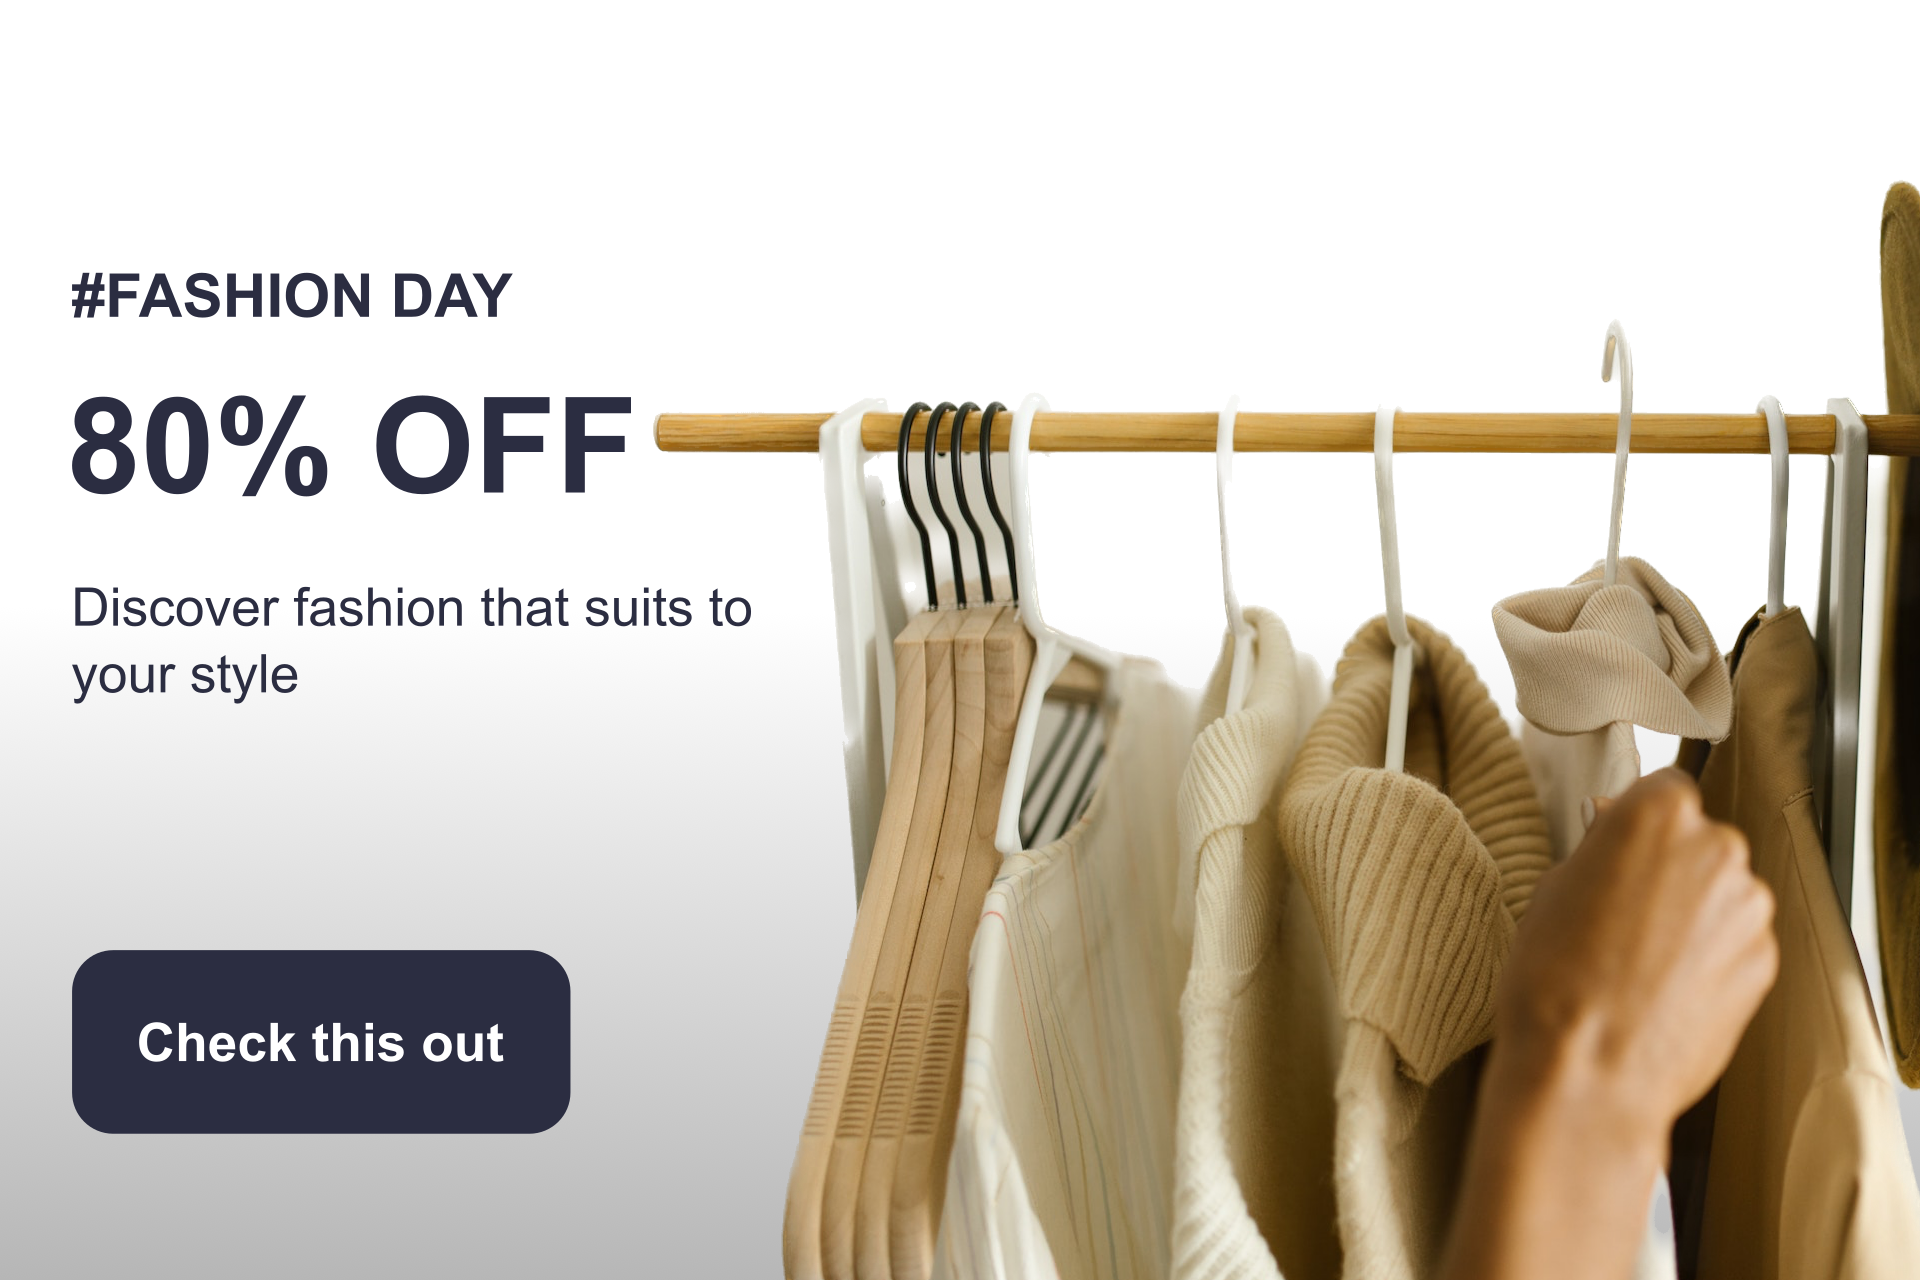 #FASHION DAY
80% OFF
Discover fashion that suits to
your style
Check this out